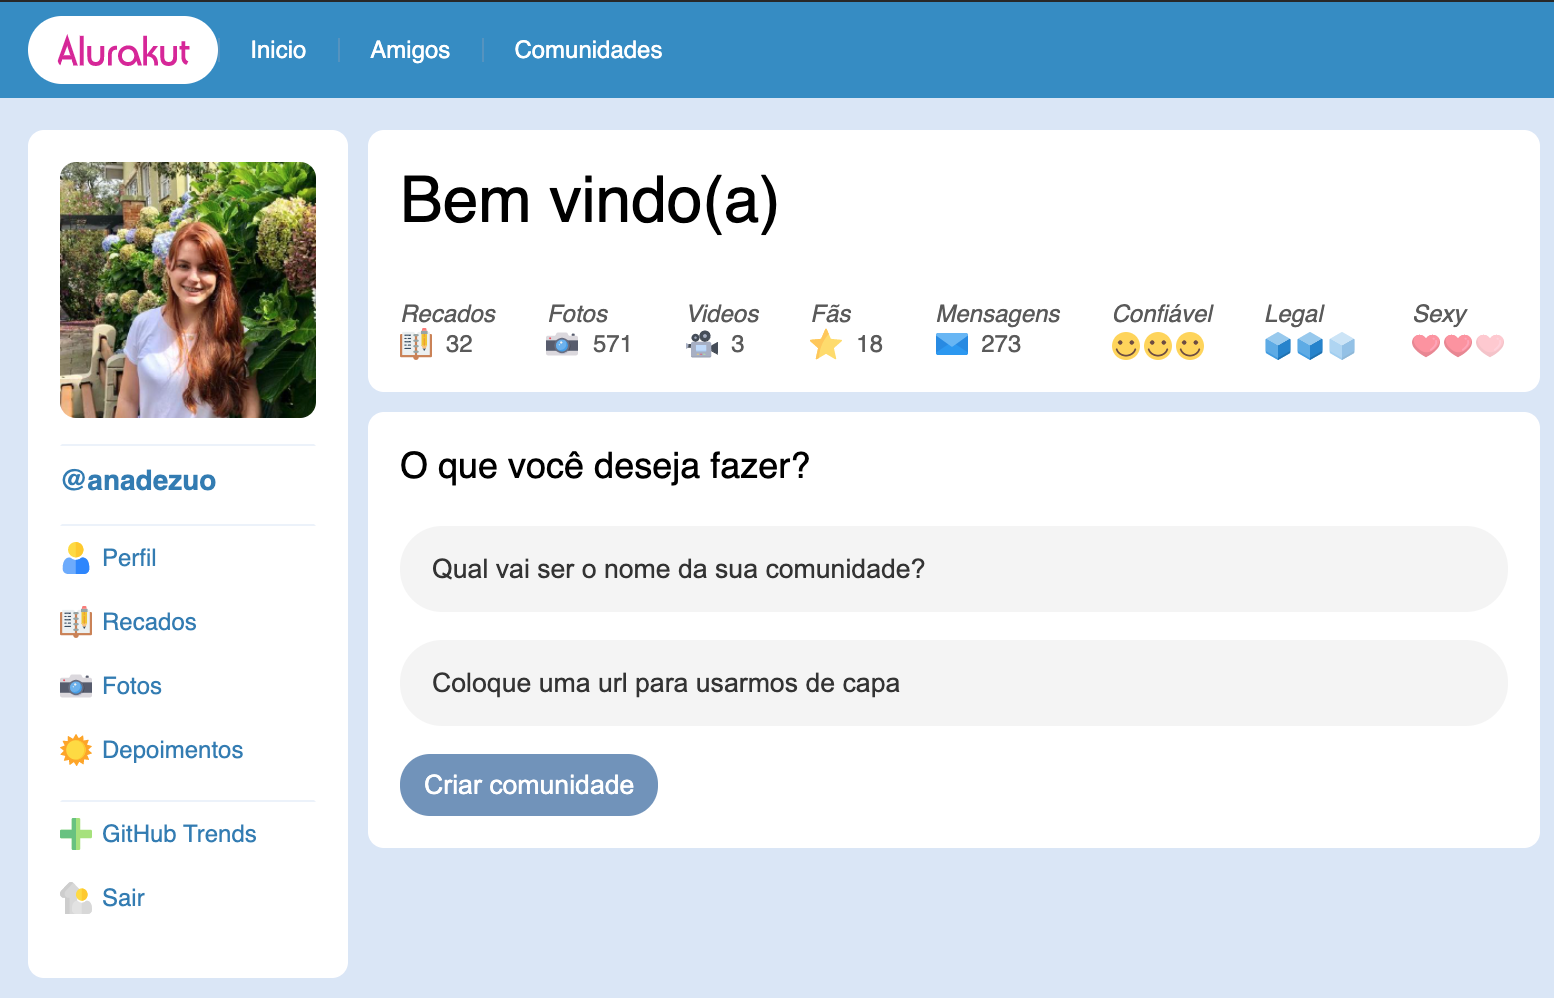 Alurakut Inicio Amigos Comunidades
@anadezuo
Perfil
Recados
Fotos
Depoimentos
GitHub Trends
Sair
Bem vindo(a)
Recados Fotos Videos Fãs Mensagens Confiável Legal Sexy
32 571 3 18 273
O que você deseja fazer?
Qual vai ser o nome da sua comunidade?
Coloque uma url para usarmos de capa
Criar comunidade